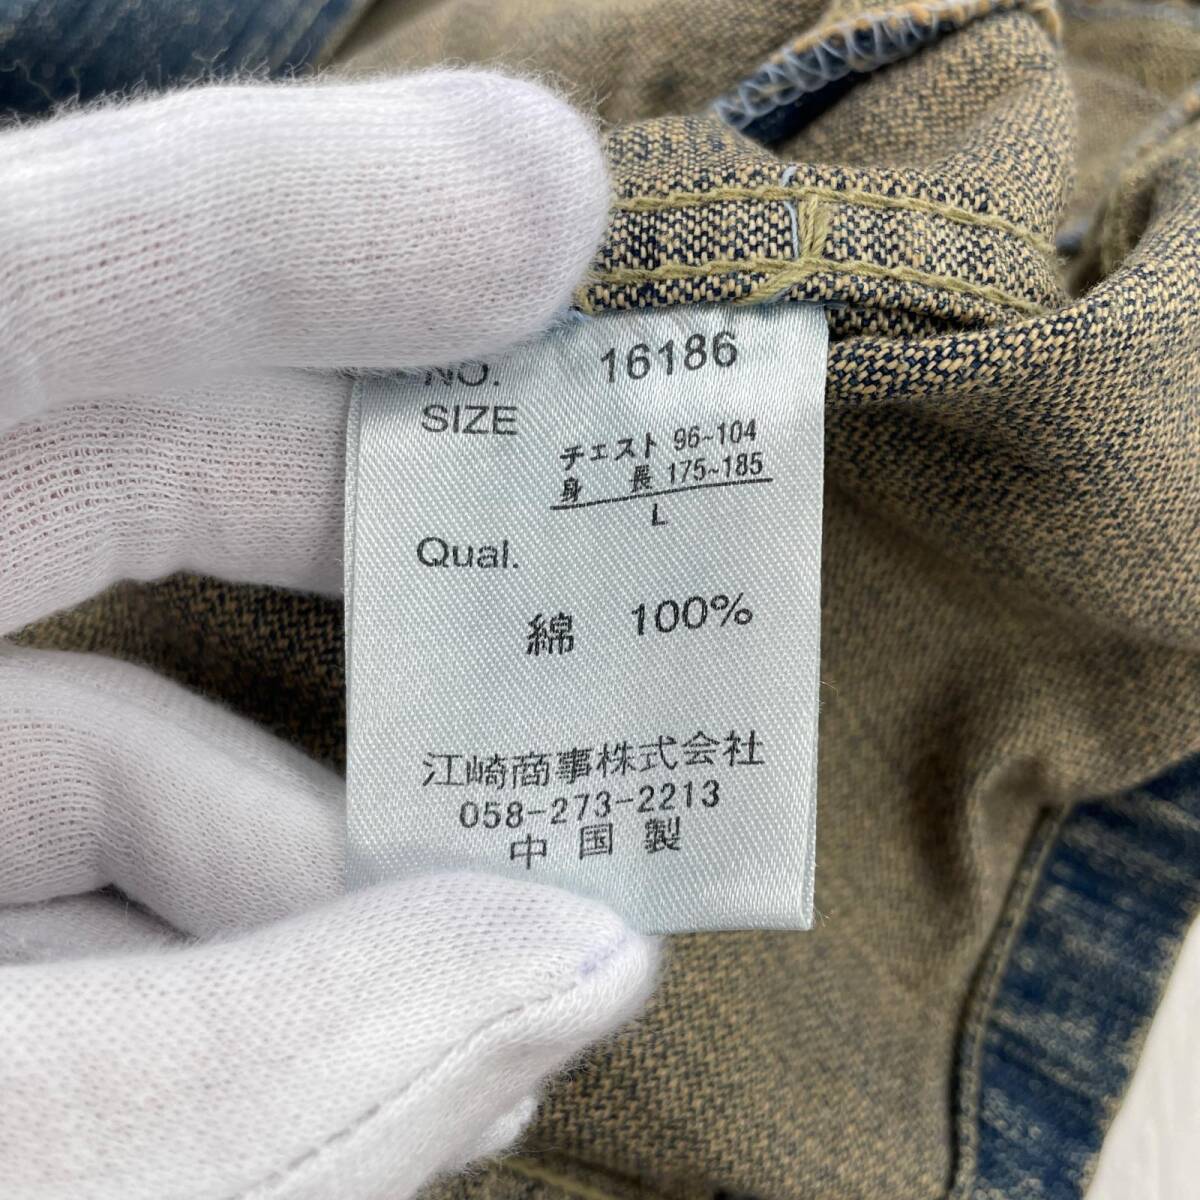 NO. 16186
SIZE
チェスト 96~104
身 長 175~185
L
Qual.
綿 100%
江崎商事株式会社
058-273-2213
中国製